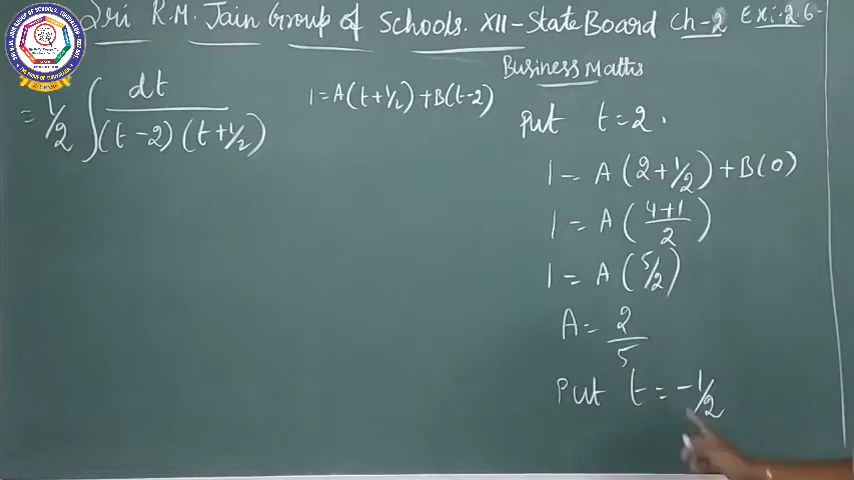 Sri R.M. Jain Group of Schools. XII-State Board Ch-2 Exi.2.6
Business Maths
= 1/2 ∫ dt / (t-2) (t+1/2)
1=A(t+1/2)+B(t-2)
Put t=2.
1 = A (2+1/2) + B(0)
1 = A (4+1/2)
1 = A (5/2)
A = 2/5
Put t = -1/2